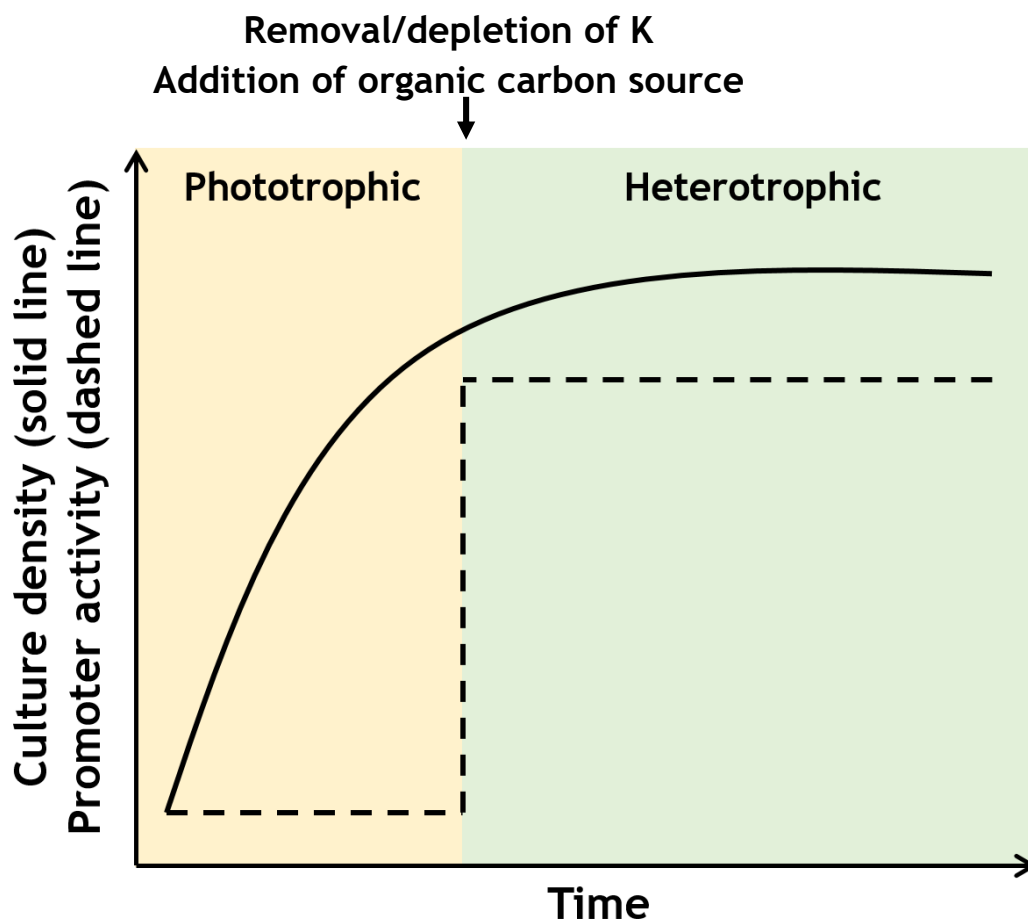 Removal/depletion of K
Addition of organic carbon source
Phototrophic
Heterotrophic
Culture density (solid line)
Promoter activity (dashed line)
Time